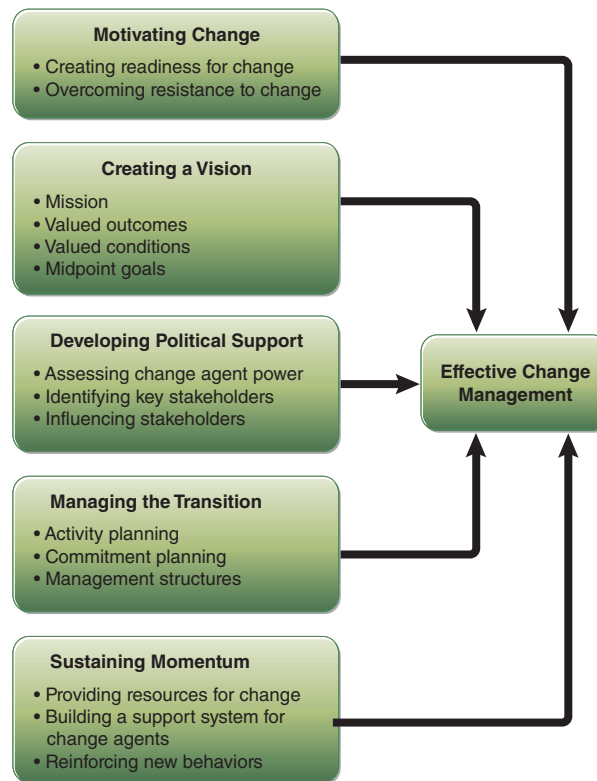 Motivating Change
• Creating readiness for change
• Overcoming resistance to change
Creating a Vision
• Mission
• Valued outcomes
• Valued conditions
• Midpoint goals
Developing Political Support
• Assessing change agent power
• Identifying key stakeholders
• Influencing stakeholders
Effective Change
Management
Managing the Transition
• Activity planning
• Commitment planning
• Management structures
Sustaining Momentum
• Providing resources for change
• Building a support system for
change agents
• Reinforcing new behaviors